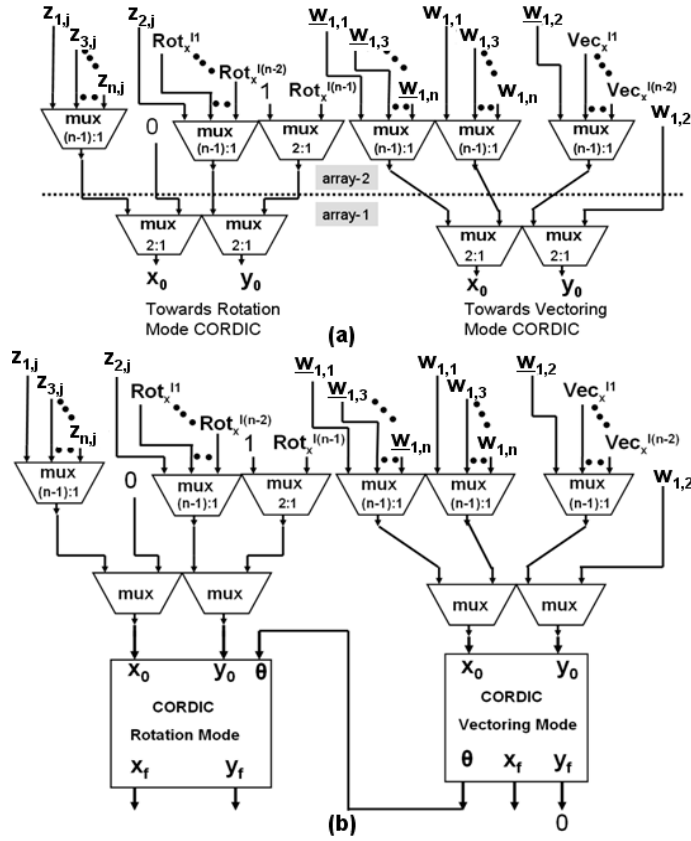 z1,j
z3,j
zn,j
z2,j
Rotx^I1
Rotx^I(n-2)
1
Rotx^I(n-1)
w1,1
w1,3
w1,n
w1,1
w1,3
w1,n
w1,2
Vecx^I1
Vecx^I(n-2)
w1,2
0
mux
(n-1):1
mux
(n-1):1
mux
2:1
mux
(n-1):1
mux
(n-1):1
mux
(n-1):1
array-2
array-1
mux
2:1
mux
2:1
mux
2:1
mux
2:1
x0
y0
x0
y0
Towards Rotation
Mode CORDIC
Towards Vectoring
Mode CORDIC
(a)
z1,j
z3,j
zn,j
z2,j
Rotx^I1
Rotx^I(n-2)
1
Rotx^I(n-1)
w1,1
w1,3
w1,n
w1,1
w1,3
w1,n
w1,2
Vecx^I1
Vecx^I(n-2)
w1,2
0
mux
(n-1):1
mux
(n-1):1
mux
2:1
mux
(n-1):1
mux
(n-1):1
mux
(n-1):1
mux
mux
mux
mux
x0
y0
θ
CORDIC
Rotation Mode
xf
yf
x0
y0
CORDIC
Vectoring Mode
θ
xf
yf
0
(b)